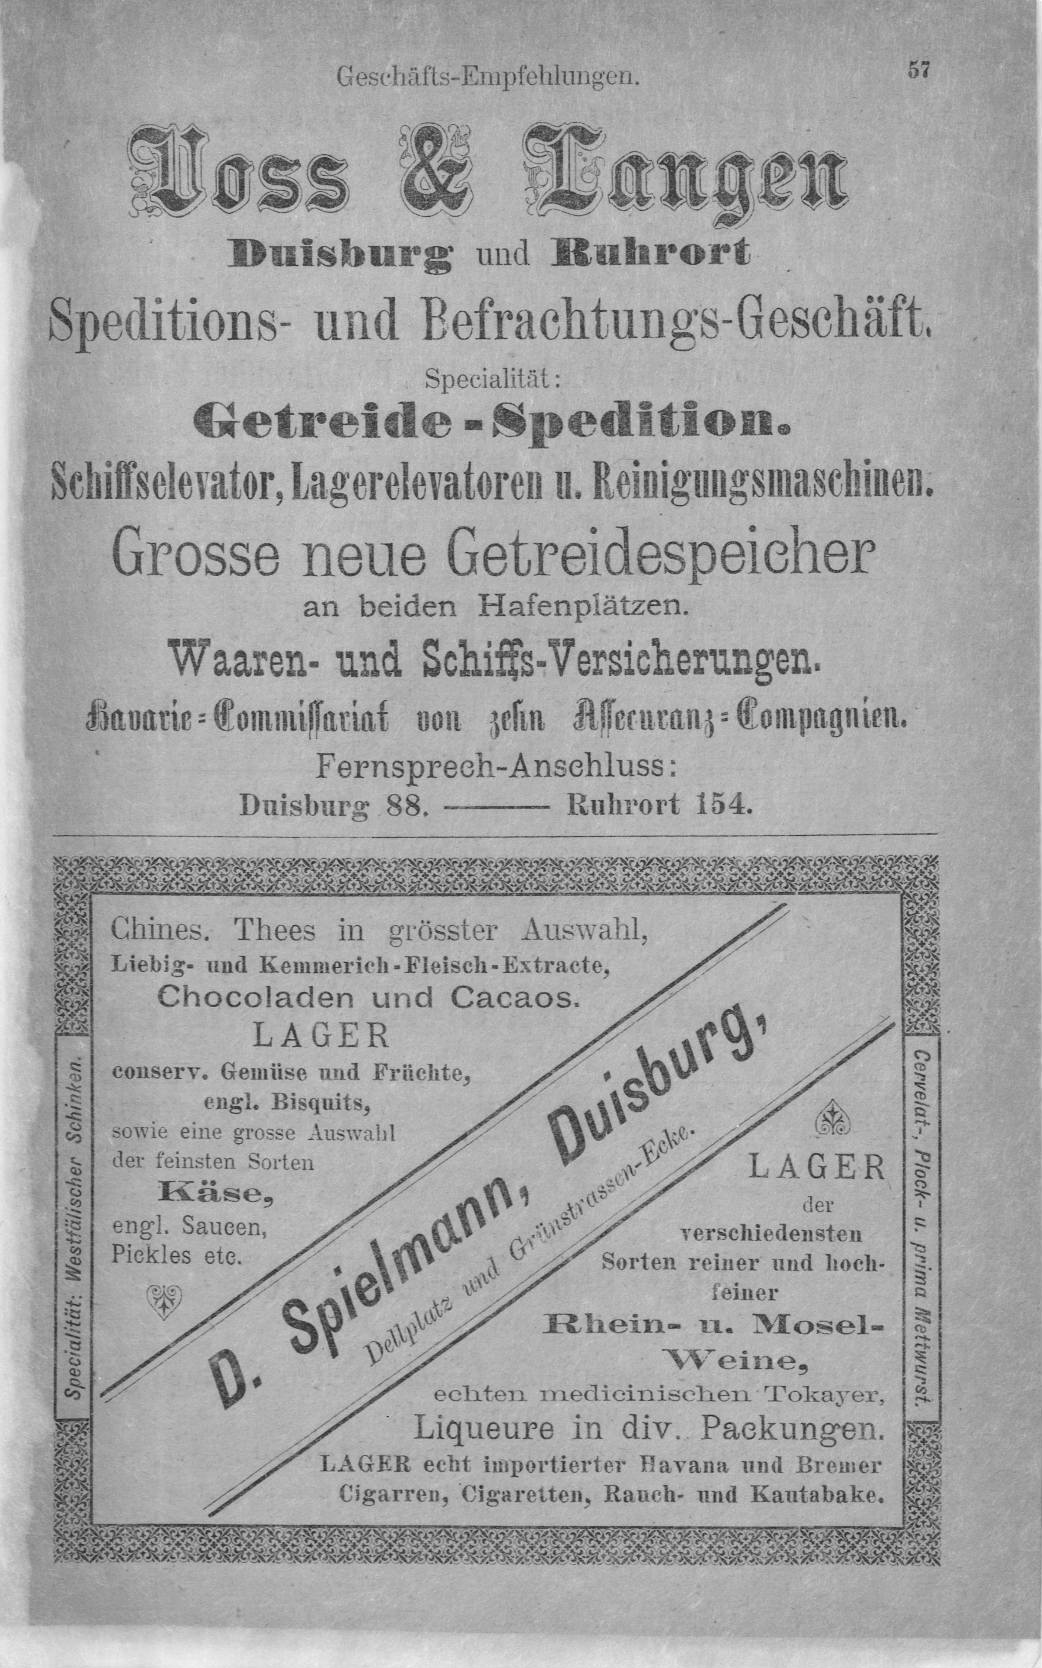 Geschäfts-Empfehlungen.
57
Voss & Langen
Duisburg und Ruhrort
Speditions- und Befrachtungs-Geschäft.
Specialität:
Getreide-Spedition.
Schiffselevator, Lagerelevatoren u. Reinigungsmaschinen.
Grosse neue Getreidespeicher
an beiden Hafenplätzen.
Waaren- und Schiffs-Versicherungen.
Havarie-Commissariat von zehn Assecuranz-Compagnien.
Fernsprech-Anschluss:
Duisburg 88. ——— Ruhrort 154.
Chines. Thees in grösster Auswahl,
Liebig- und Kemmerich-Fleisch-Extracte,
Chocoladen und Cacaos.
LAGER
conserv. Gemüse und Früchte,
engl. Bisquits,
sowie eine grosse Auswahl
der feinsten Sorten
Käse,
engl. Saucen,
Pickles etc.
D. Spielmann, Duisburg,
Dellplatz und Grünstrassen-Ecke.
LAGER
der
verschiedensten
Sorten reiner und hoch-
feiner
Rhein- u. Mosel-
Weine,
echten medicinischen Tokayer,
Liqueure in div. Packungen.
LAGER echt importierter Havana und Bremer
Cigarren, Cigaretten, Rauch- und Kautabake.
Specialität: Westfälischer Schinken.
Cervelat-, Plock- u. prima Mettwurst.